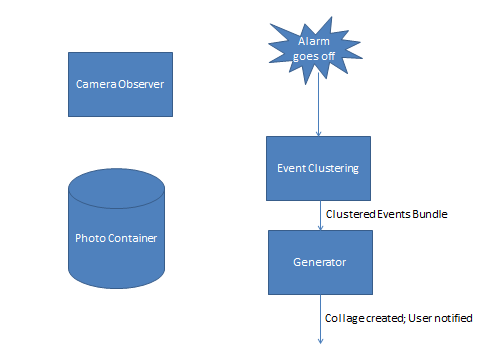 Alarm
goes off
Camera Observer
Event Clustering
Clustered Events Bundle
Photo Container
Generator
Collage created; User notified